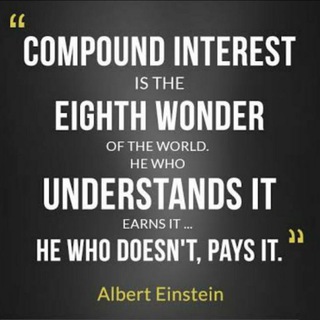 “
COMPOUND INTEREST
IS THE
EIGHTH WONDER
OF THE WORLD.
HE WHO
UNDERSTANDS IT
EARNS IT ...
HE WHO DOESN'T, PAYS IT. ”
Albert Einstein